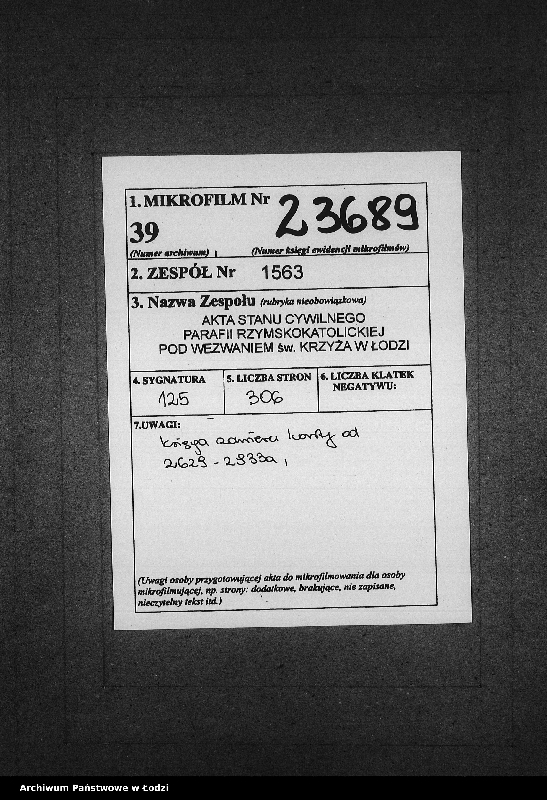 1. MIKROFILM Nr
23689
39
(Numer archiwum)
(Numer księgi ewidencji mikrofilmów)
2. ZESPÓŁ Nr 1563
3. Nazwa Zespołu (rubryka nieobowiązkowa)
AKTA STANU CYWILNEGO
PARAFII RZYMSKOKATOLICKIEJ
POD WEZWANIEM św. KRZYŻA W ŁODZI
4. SYGNATURA
125
5. LICZBA STRON
306
6. LICZBA KLATEK
NEGATYWU:
7.UWAGI:
księga zawiera karty od
2629 - 2933a
(Uwagi osoby przygotowującej akta do mikrofilmowania dla osoby
mikrofilmującej, np. strony: dodatkowe, brakujące, nie zapisane,
nieczytelny tekst itd.)
Archiwum Państwowe w Łodzi